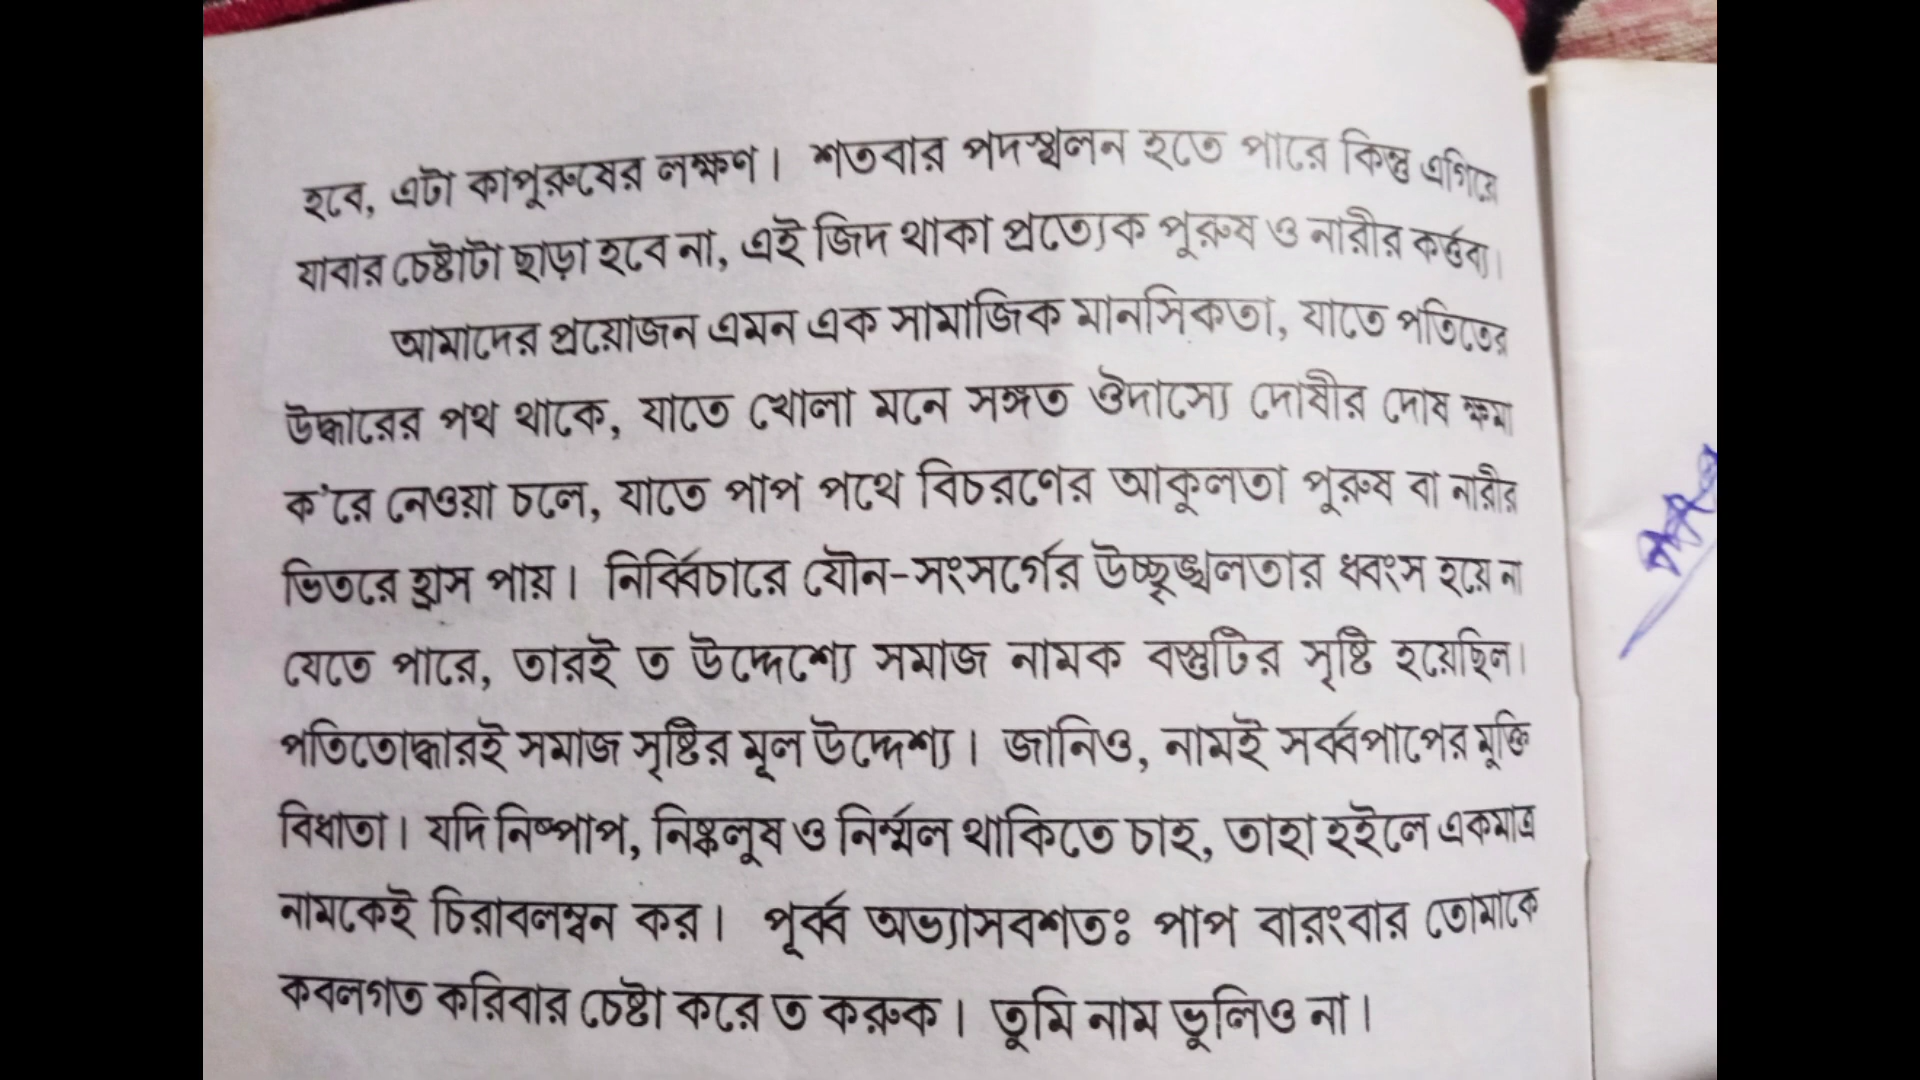 হবে, এটা কাপুরুষের লক্ষণ। শতবার পদস্খলন হতে পারে কিন্তু এগিয়ে
যাবার চেষ্টাটা ছাড়া হবে না, এই জিদ থাকা প্রত্যেক পুরুষ ও নারীর কর্ত্তব্য।
আমাদের প্রয়োজন এমন এক সামাজিক মানসিকতা, যাতে পতিতের
উদ্ধারের পথ থাকে, যাতে খোলা মনে সঙ্গত ঔদাস্যে দোষীর দোষ ক্ষমা
ক'রে নেওয়া চলে, যাতে পাপ পথে বিচরণের আকুলতা পুরুষ বা নারীর
ভিতরে হ্রাস পায়। নির্ব্বিচারে যৌন-সংসর্গের উচ্ছৃঙ্খলতার ধ্বংস হয়ে না
যেতে পারে, তারই ত উদ্দেশ্যে সমাজ নামক বস্তুটির সৃষ্টি হয়েছিল।
পতিতোদ্ধারই সমাজ সৃষ্টির মূল উদ্দেশ্য। জানিও, নামই সর্ব্বপাপের মুক্তি
বিধাতা। যদি নিষ্পাপ, নিষ্কলুষ ও নির্ম্মল থাকিতে চাহ, তাহা হইলে একমাত্র
নামকেই চিরাবলম্বন কর। পূর্ব্ব অভ্যাসবশতঃ পাপ বারংবার তোমাকে
কবলগত করিবার চেষ্টা করে ত করুক। তুমি নাম ভুলিও না।